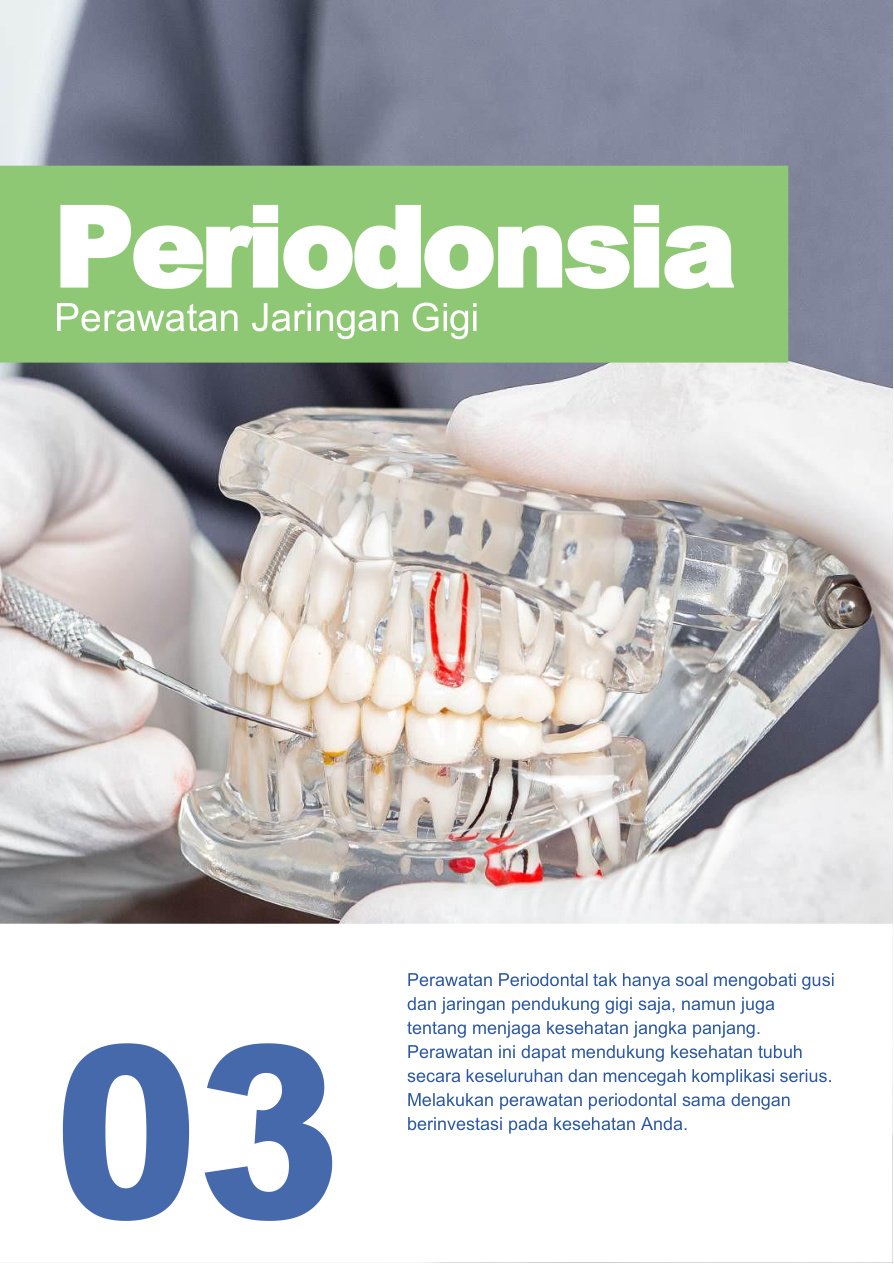 Periodonsia
Perawatan Jaringan Gigi
Perawatan Periodontal tak hanya soal mengobati gusi
dan jaringan pendukung gigi saja, namun juga
tentang menjaga kesehatan jangka panjang.
Perawatan ini dapat mendukung kesehatan tubuh
secara keseluruhan dan mencegah komplikasi serius.
Melakukan perawatan periodontal sama dengan
berinvestasi pada kesehatan Anda.
03